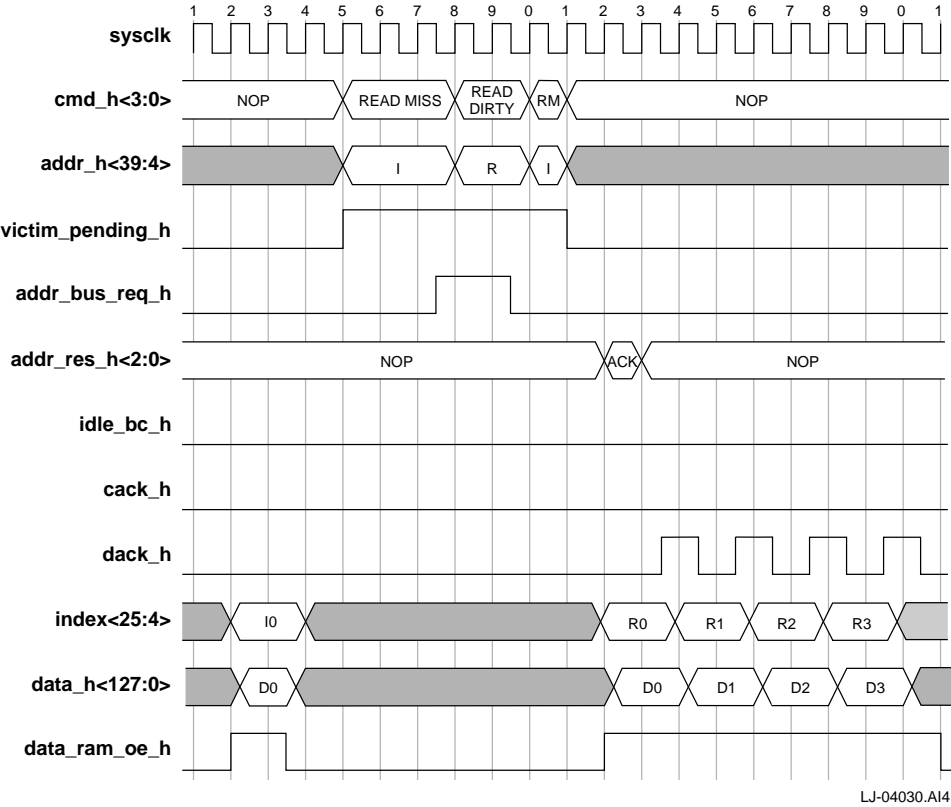 1 2 3 4 5 6 7 8 9 0 1 2 3 4 5 6 7 8 9 0 1
sysclk
cmd_h<3:0> NOP READ MISS READ DIRTY RM NOP
addr_h<39:4> I R I
victim_pending_h
addr_bus_req_h
addr_res_h<2:0> NOP ACK NOP
idle_bc_h
cack_h
dack_h
index<25:4> I0 R0 R1 R2 R3
data_h<127:0> D0 D0 D1 D2 D3
data_ram_oe_h
LJ-04030.AI4